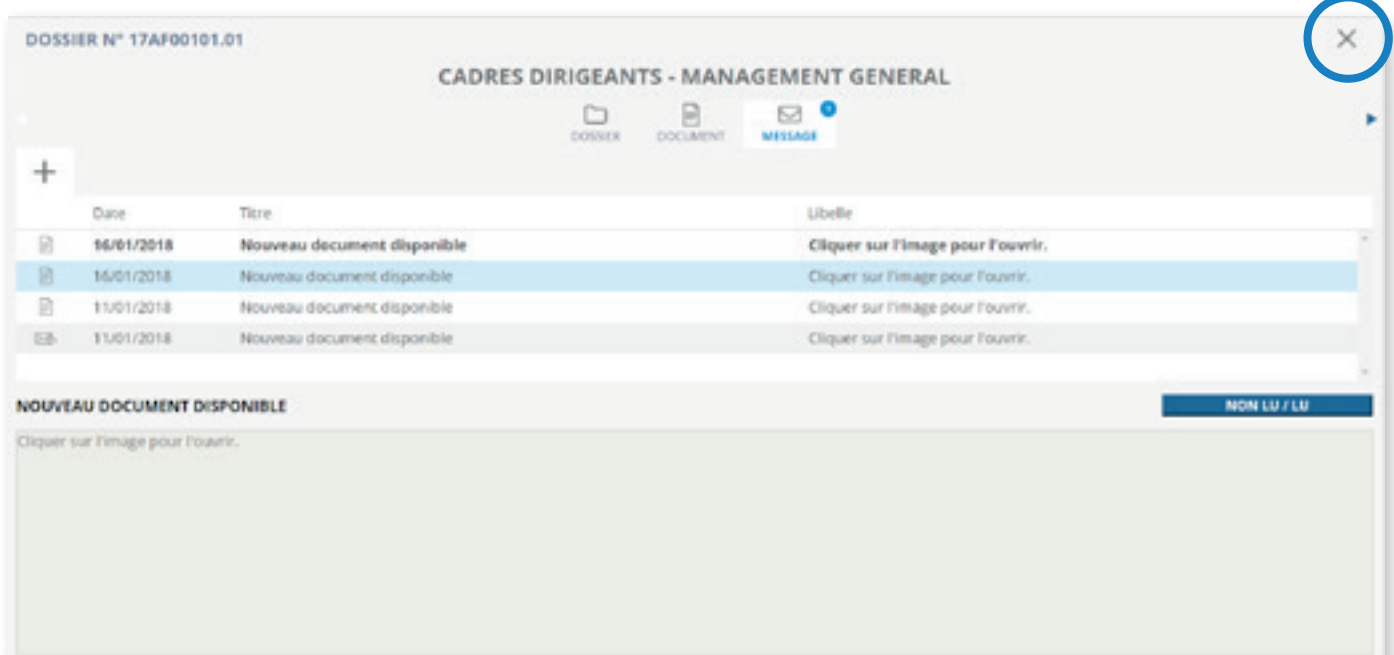 DOSSIER N° 17AF00101.01
CADRES DIRIGEANTS - MANAGEMENT GENERAL
DOSSIER DOCUMENT MESSAGE
Date Titre Libelle
16/01/2018 Nouveau document disponible Cliquer sur l'image pour l'ouvrir.
16/01/2018 Nouveau document disponible Cliquer sur l'image pour l'ouvrir.
11/01/2018 Nouveau document disponible Cliquer sur l'image pour l'ouvrir.
11/01/2018 Nouveau document disponible Cliquer sur l'image pour l'ouvrir.
NOUVEAU DOCUMENT DISPONIBLE NON LU / LU
Cliquer sur l'image pour l'ouvrir.